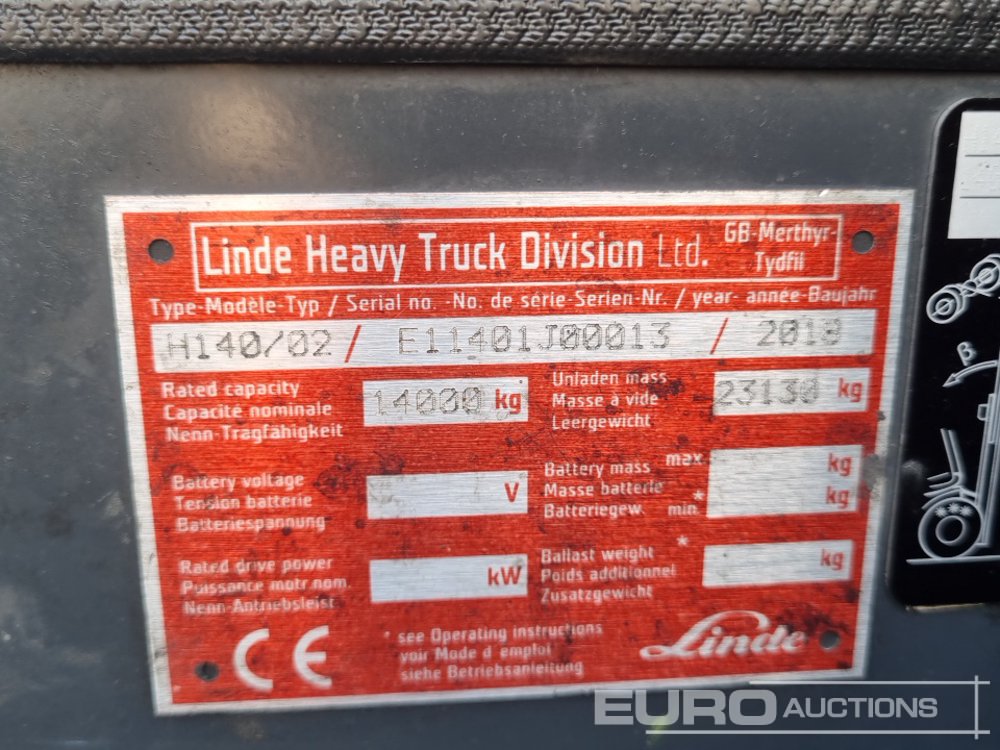 Linde Heavy Truck Division Ltd. GB-Merthyr-
Tydfil
Type-Modèle-Typ / Serial no. -No. de série-Serien-Nr. / year- année-Baujahr
H140/02 / E11401J00013 / 2018
Rated capacity
Capacité nominale
Nenn-Tragfähigkeit
14000 kg
Unladen mass
Masse à vide
Leergewicht
23130 kg
Battery voltage
Tension batterie
Batteriespannung
V
Battery mass max.
Masse batterie
Batteriegew. min.*
kg
kg
Rated drive power
Puissance motr.nom.
Nenn-Antriebsleist
kW
Ballast weight *
Poids additionnel
Zusatzgewicht
kg
CE
* see Operating instructions
voir Mode d' emploi
siehe Betriebsanleitung
Linde
B
EURO AUCTIONS